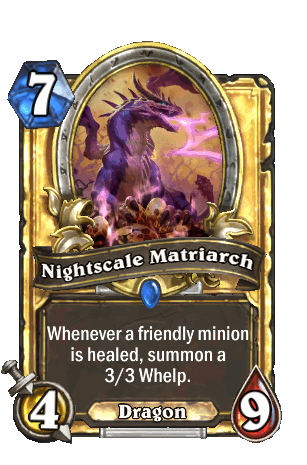 7
Nightscale Matriarch
Whenever a friendly minion
is healed, summon a
3/3 Whelp.
4
Dragon
9